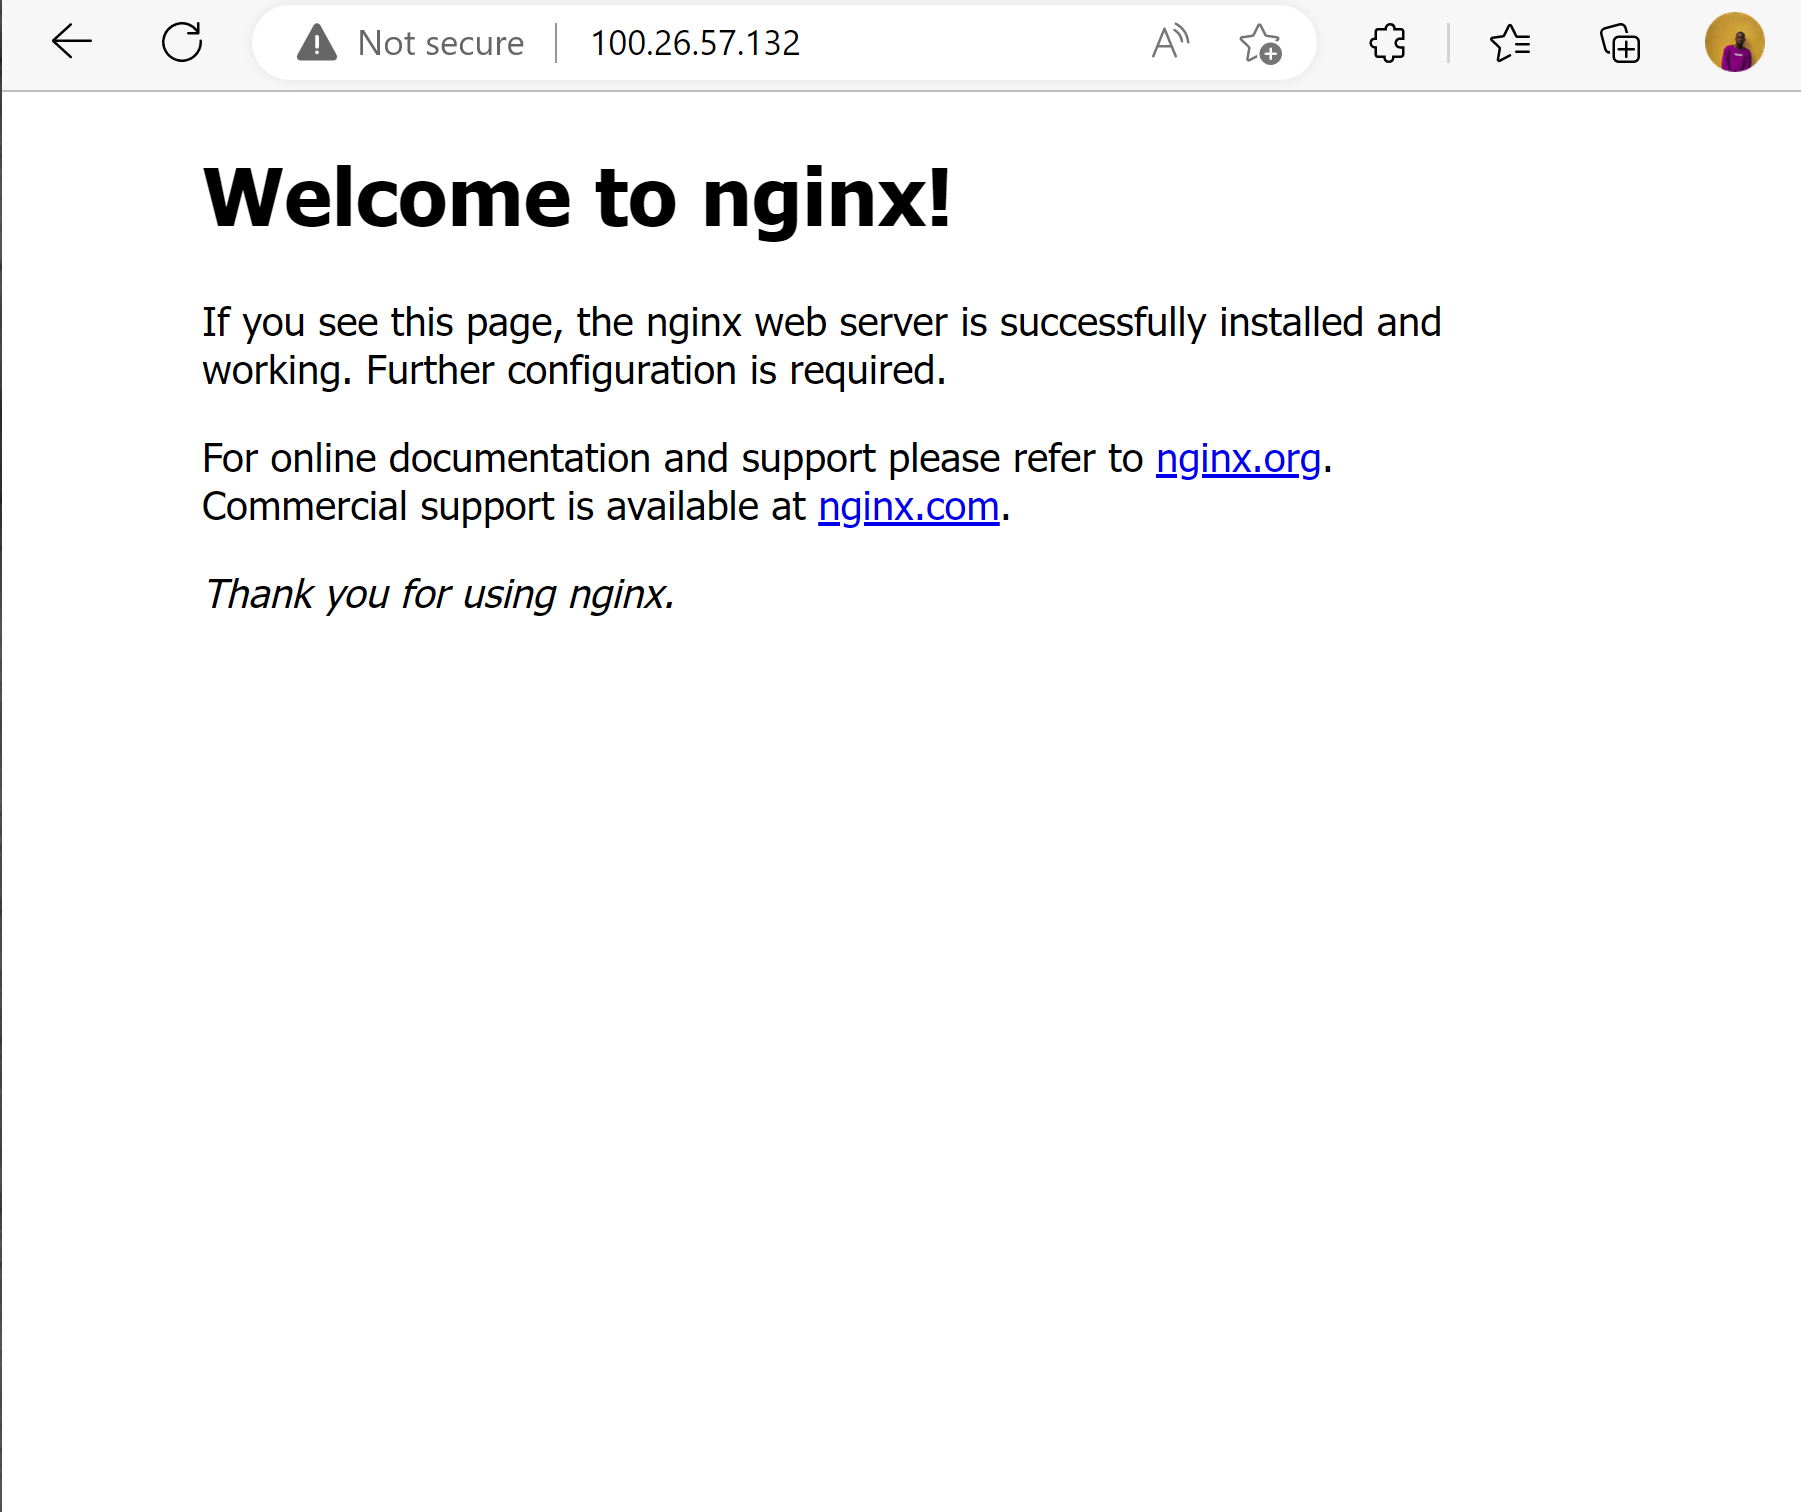 Not secure 100.26.57.132
Welcome to nginx!
If you see this page, the nginx web server is successfully installed and
working. Further configuration is required.
For online documentation and support please refer to nginx.org.
Commercial support is available at nginx.com.
Thank you for using nginx.